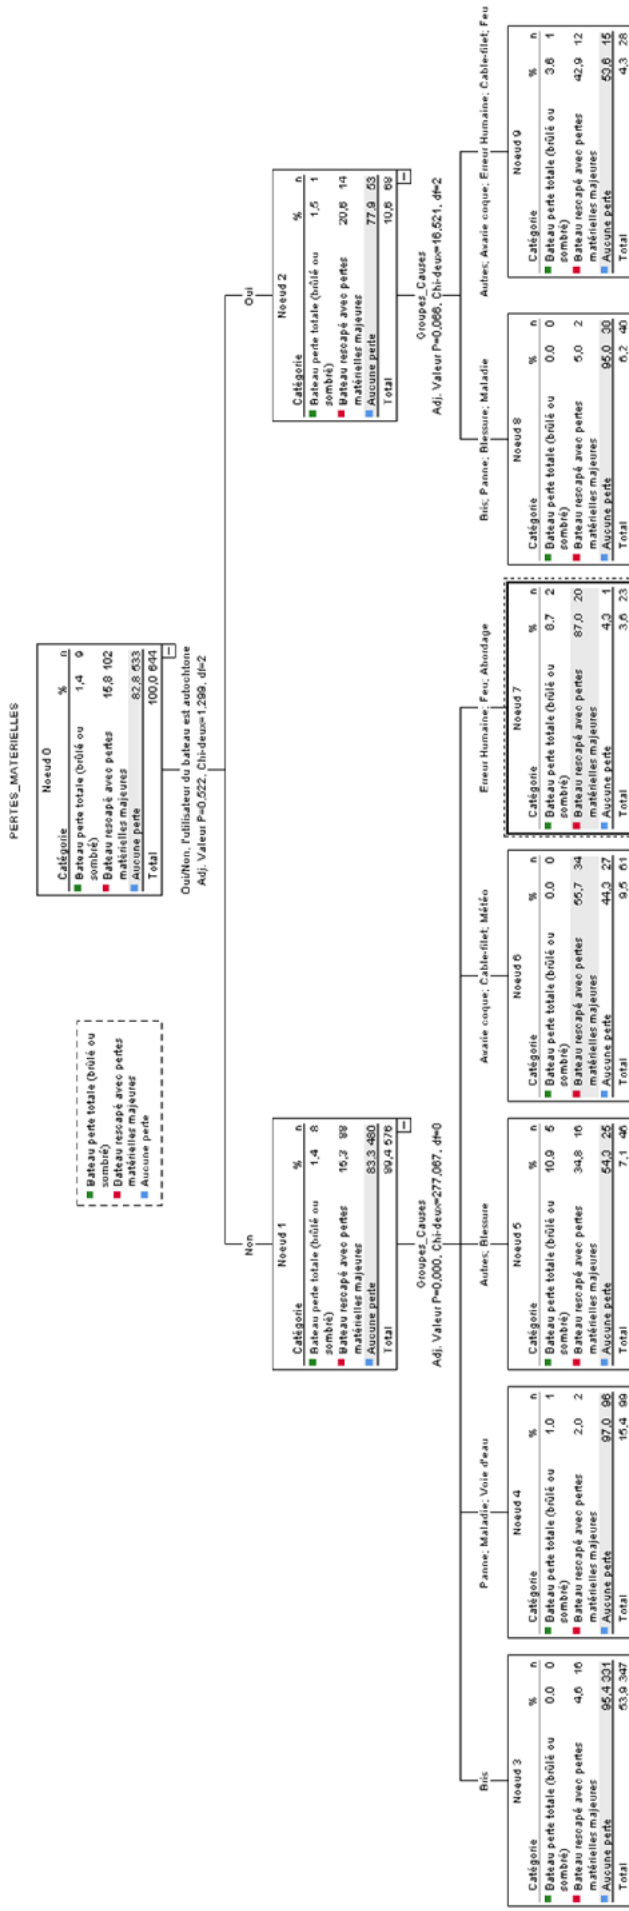 PERTES_MATERIELLES
Bateau perte totale (brûlé ou
sombré)
Bateau rescapé avec pertes
matérielles majeures
Aucune perte
Noeud 0
Catégorie % n
Bateau perte totale (brûlé ou 1,4 9
sombré)
Bateau rescapé avec pertes 15,8 102
matérielles majeures
Aucune perte 82,8 533
Total 100,0 644
Oui/Non, l'utilisateur du bateau est autochtone
Adj. Valeur P=0,522, Chi-deux=1,299, df=2
Non
Oui
Noeud 1
Catégorie % n
Bateau perte totale (brûlé ou 1,4 8
sombré)
Bateau rescapé avec pertes 15,3 88
matérielles majeures
Aucune perte 83,3 480
Total 89,4 576
Groupes_Causes
Adj. Valeur P=0,000, Chi-deux=277,067, df=8
Noeud 2
Catégorie % n
Bateau perte totale (brûlé ou 1,5 1
sombré)
Bateau rescapé avec pertes 20,6 14
matérielles majeures
Aucune perte 77,9 53
Total 10,6 68
Groupes_Causes
Adj. Valeur P=0,066, Chi-deux=16,521, df=2
Bris
Noeud 3
Catégorie % n
Bateau perte totale (brûlé ou 0,0 0
sombré)
Bateau rescapé avec pertes 4,6 16
matérielles majeures
Aucune perte 95,4 331
Total 53,9 347
Panne; Maladie; Voie d'eau
Noeud 4
Catégorie % n
Bateau perte totale (brûlé ou 1,0 1
sombré)
Bateau rescapé avec pertes 2,0 2
matérielles majeures
Aucune perte 97,0 96
Total 15,4 99
Autres; Blessure
Noeud 5
Catégorie % n
Bateau perte totale (brûlé ou 10,9 5
sombré)
Bateau rescapé avec pertes 34,8 16
matérielles majeures
Aucune perte 54,3 25
Total 7,1 46
Avarie coque; Cable-filet; Météo
Noeud 6
Catégorie % n
Bateau perte totale (brûlé ou 0,0 0
sombré)
Bateau rescapé avec pertes 55,7 34
matérielles majeures
Aucune perte 44,3 27
Total 9,5 61
Erreur Humaine; Feu; Abordage
Noeud 7
Catégorie % n
Bateau perte totale (brûlé ou 8,7 2
sombré)
Bateau rescapé avec pertes 87,0 20
matérielles majeures
Aucune perte 4,3 1
Total 3,6 23
Bris; Panne; Blessure; Maladie
Noeud 8
Catégorie % n
Bateau perte totale (brûlé ou 0,0 0
sombré)
Bateau rescapé avec pertes 5,0 2
matérielles majeures
Aucune perte 95,0 38
Total 6,2 40
Autres; Avarie coque; Erreur Humaine; Cable-filet; Feu
Noeud 9
Catégorie % n
Bateau perte totale (brûlé ou 3,6 1
sombré)
Bateau rescapé avec pertes 42,9 12
matérielles majeures
Aucune perte 53,6 15
Total 4,3 28